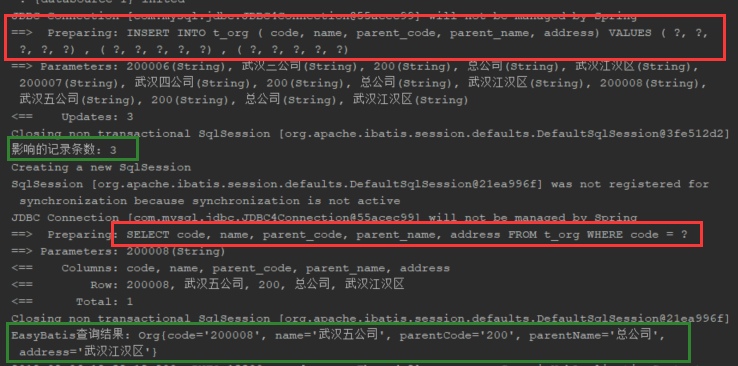 : {dataSource-1} inited
JDBC Connection [com.mysql.jdbc.JDBC4Connection@55acec99] will not be managed by Spring
==>  Preparing: INSERT INTO t_org ( code, name, parent_code, parent_name, address) VALUES ( ?, ?,
?, ?, ?) , ( ?, ?, ?, ?, ?) , ( ?, ?, ?, ?, ?)
==> Parameters: 200006(String), 武汉三公司(String), 200(String), 总公司(String), 武汉江汉区(String),
200007(String), 武汉四公司(String), 200(String), 总公司(String), 武汉江汉区(String), 200008(String),
武汉五公司(String), 200(String), 总公司(String), 武汉江汉区(String)
<==    Updates: 3
Closing non transactional SqlSession [org.apache.ibatis.session.defaults.DefaultSqlSession@3fe512d2]
影响的记录条数: 3
Creating a new SqlSession
SqlSession [org.apache.ibatis.session.defaults.DefaultSqlSession@21ea996f] was not registered for
synchronization because synchronization is not active
JDBC Connection [com.mysql.jdbc.JDBC4Connection@55acec99] will not be managed by Spring
==>  Preparing: SELECT code, name, parent_code, parent_name, address FROM t_org WHERE code = ?
==> Parameters: 200008(String)
<==    Columns: code, name, parent_code, parent_name, address
<==        Row: 200008, 武汉五公司, 200, 总公司, 武汉江汉区
<==      Total: 1
Closing non transactional SqlSession [org.apache.ibatis.session.defaults.DefaultSqlSession@21ea996f]
EasyBatis查询结果: Org{code='200008', name='武汉五公司', parentCode='200', parentName='总公司',
address='武汉江汉区'}